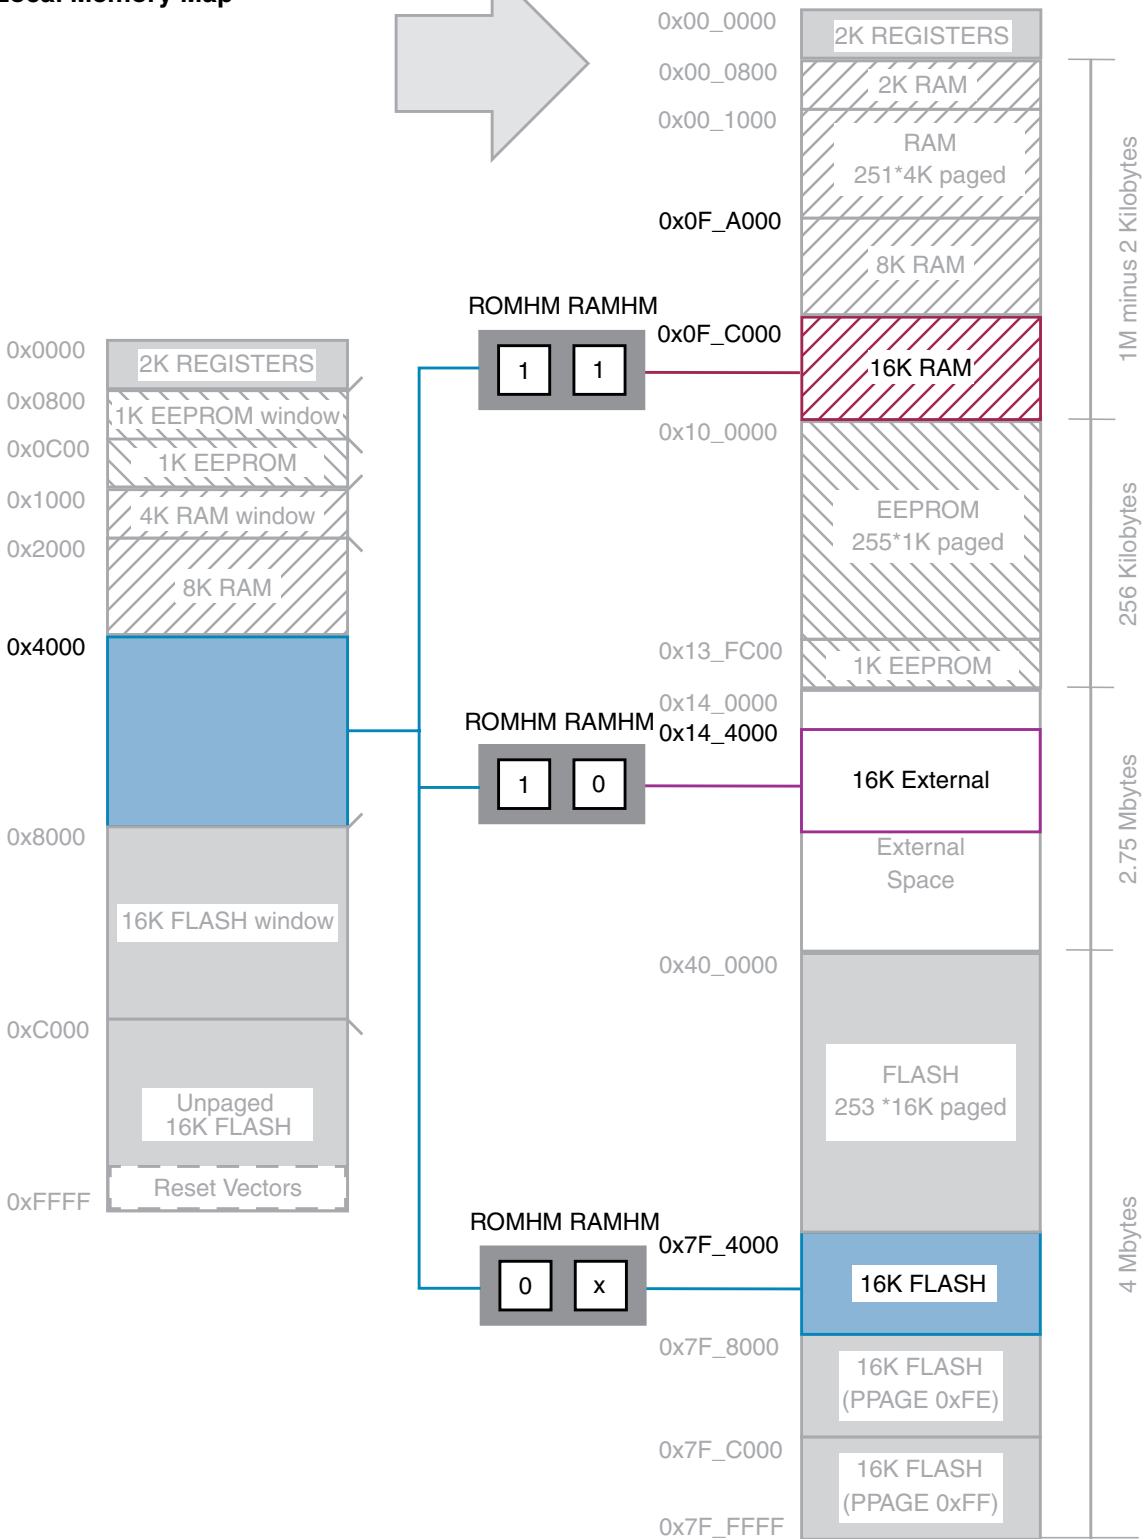 Local Memory Map
0x00_0000
2K REGISTERS
0x00_0800
2K RAM
0x00_1000
RAM
251*4K paged
0x0F_A000
8K RAM
1M minus 2 Kilobytes
ROMHM RAMHM
1 1
0x0F_C000
16K RAM
0x10_0000
EEPROM
255*1K paged
256 Kilobytes
0x13_FC00
1K EEPROM
0x14_0000
ROMHM RAMHM
0x14_4000
1 0
16K External
External
Space
2.75 Mbytes
0x40_0000
FLASH
253 *16K paged
ROMHM RAMHM
0x7F_4000
0 x
16K FLASH
4 Mbytes
0x7F_8000
16K FLASH
(PPAGE 0xFE)
0x7F_C000
16K FLASH
(PPAGE 0xFF)
0x7F_FFFF
0x0000
2K REGISTERS
0x0800
1K EEPROM window
0x0C00
1K EEPROM
0x1000
4K RAM window
0x2000
8K RAM
0x4000
0x8000
16K FLASH window
0xC000
Unpaged
16K FLASH
Reset Vectors
0xFFFF